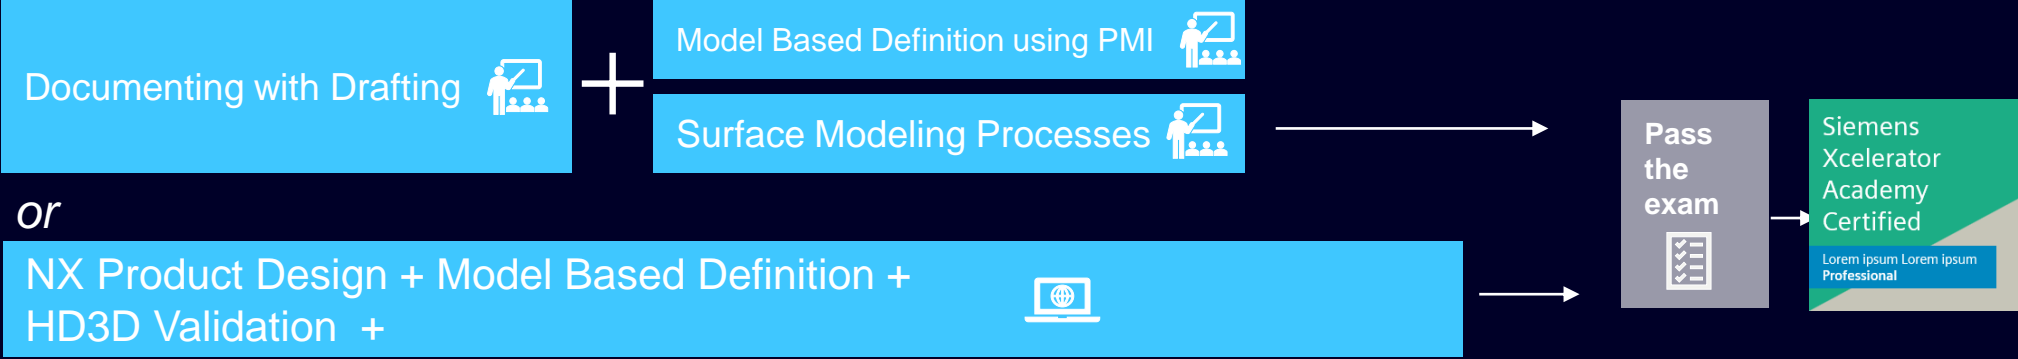 Documenting with Drafting
+
Model Based Definition using PMI
Surface Modeling Processes
or
NX Product Design + Model Based Definition +
HD3D Validation +
Pass
the
exam
Siemens
Xcelerator
Academy
Certified
Lorem ipsum Lorem ipsum
Professional